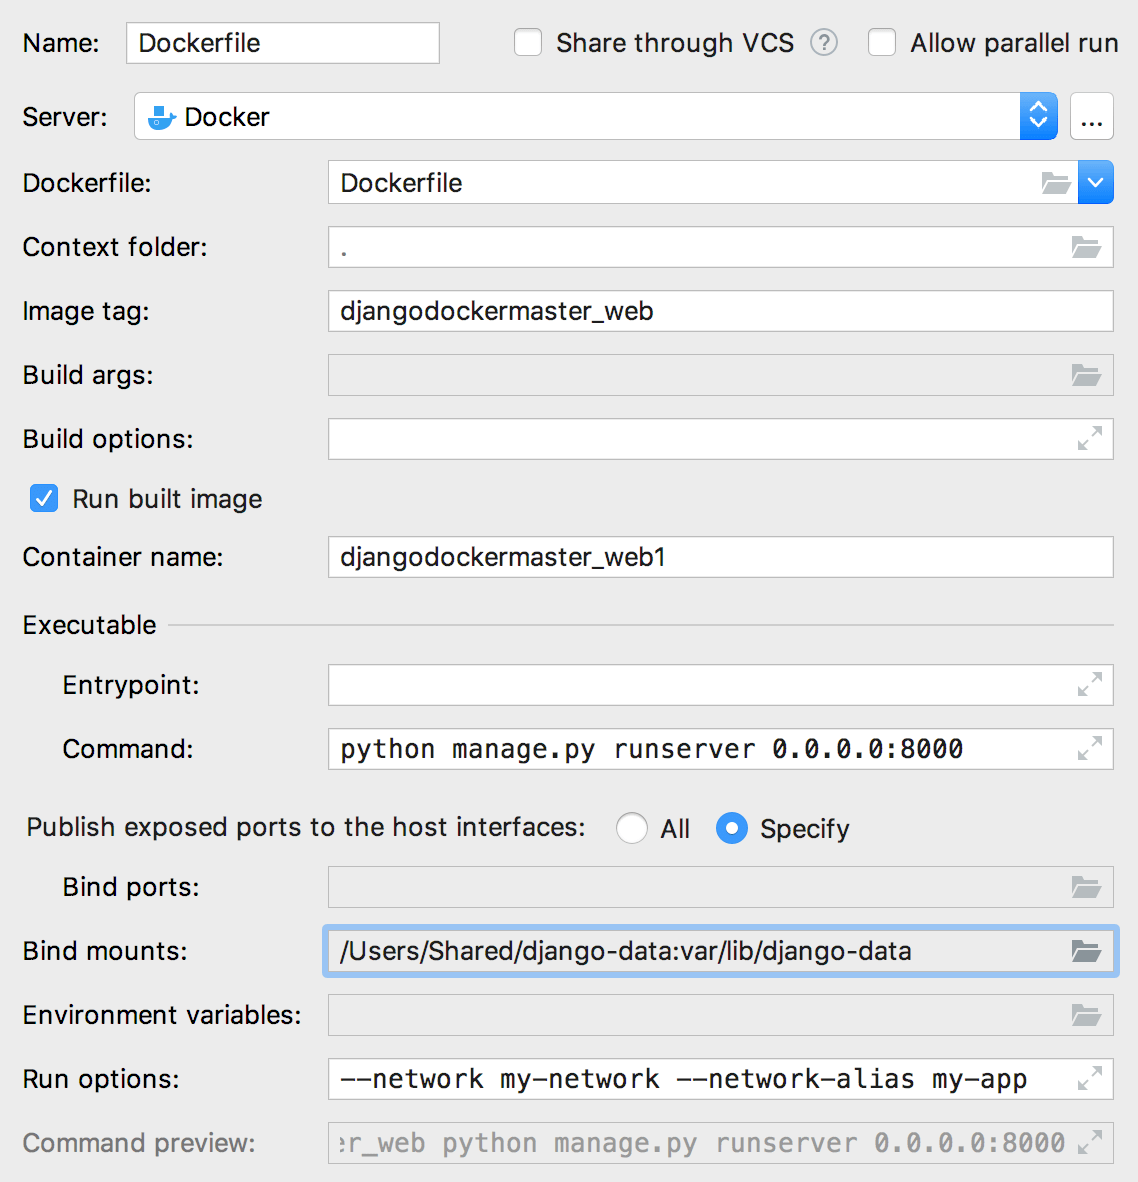 Name: Dockerfile Share through VCS ? Allow parallel run
Server: Docker ...
Dockerfile: Dockerfile
Context folder: .
Image tag: djangodockermaster_web
Build args:
Build options:
Run built image
Container name: djangodockermaster_web1
Executable
Entrypoint:
Command: python manage.py runserver 0.0.0.0:8000
Publish exposed ports to the host interfaces: All Specify
Bind ports:
Bind mounts: /Users/Shared/django-data:var/lib/django-data
Environment variables:
Run options: --network my-network --network-alias my-app
Command preview: er_web python manage.py runserver 0.0.0.0:8000